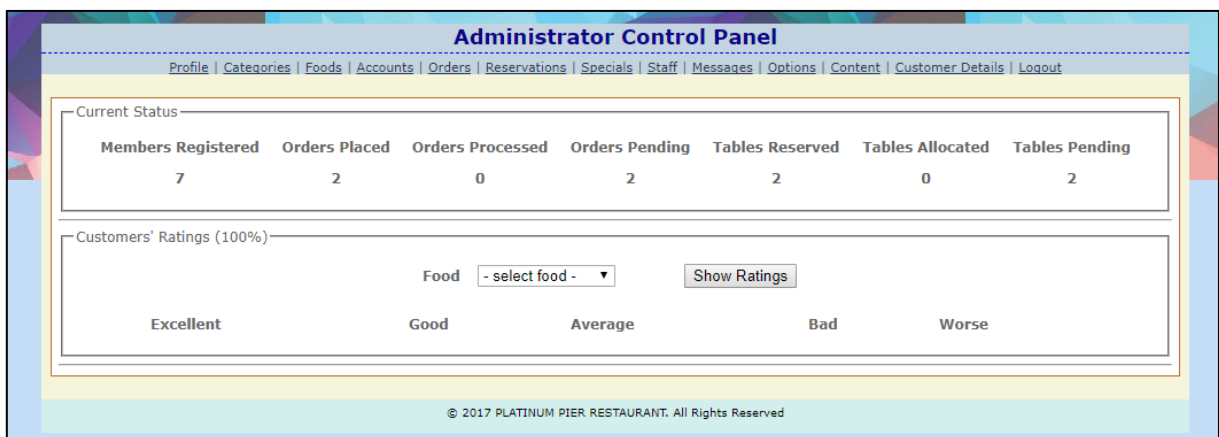 Administrator Control Panel
Profile | Categories | Foods | Accounts | Orders | Reservations | Specials | Staff | Messages | Options | Content | Customer Details | Logout
Current Status
Members Registered Orders Placed Orders Processed Orders Pending Tables Reserved Tables Allocated Tables Pending
7 2 0 2 2 0 2
Customers' Ratings (100%)
Food - select food - Show Ratings
Excellent Good Average Bad Worse
© 2017 PLATINUM PIER RESTAURANT. All Rights Reserved